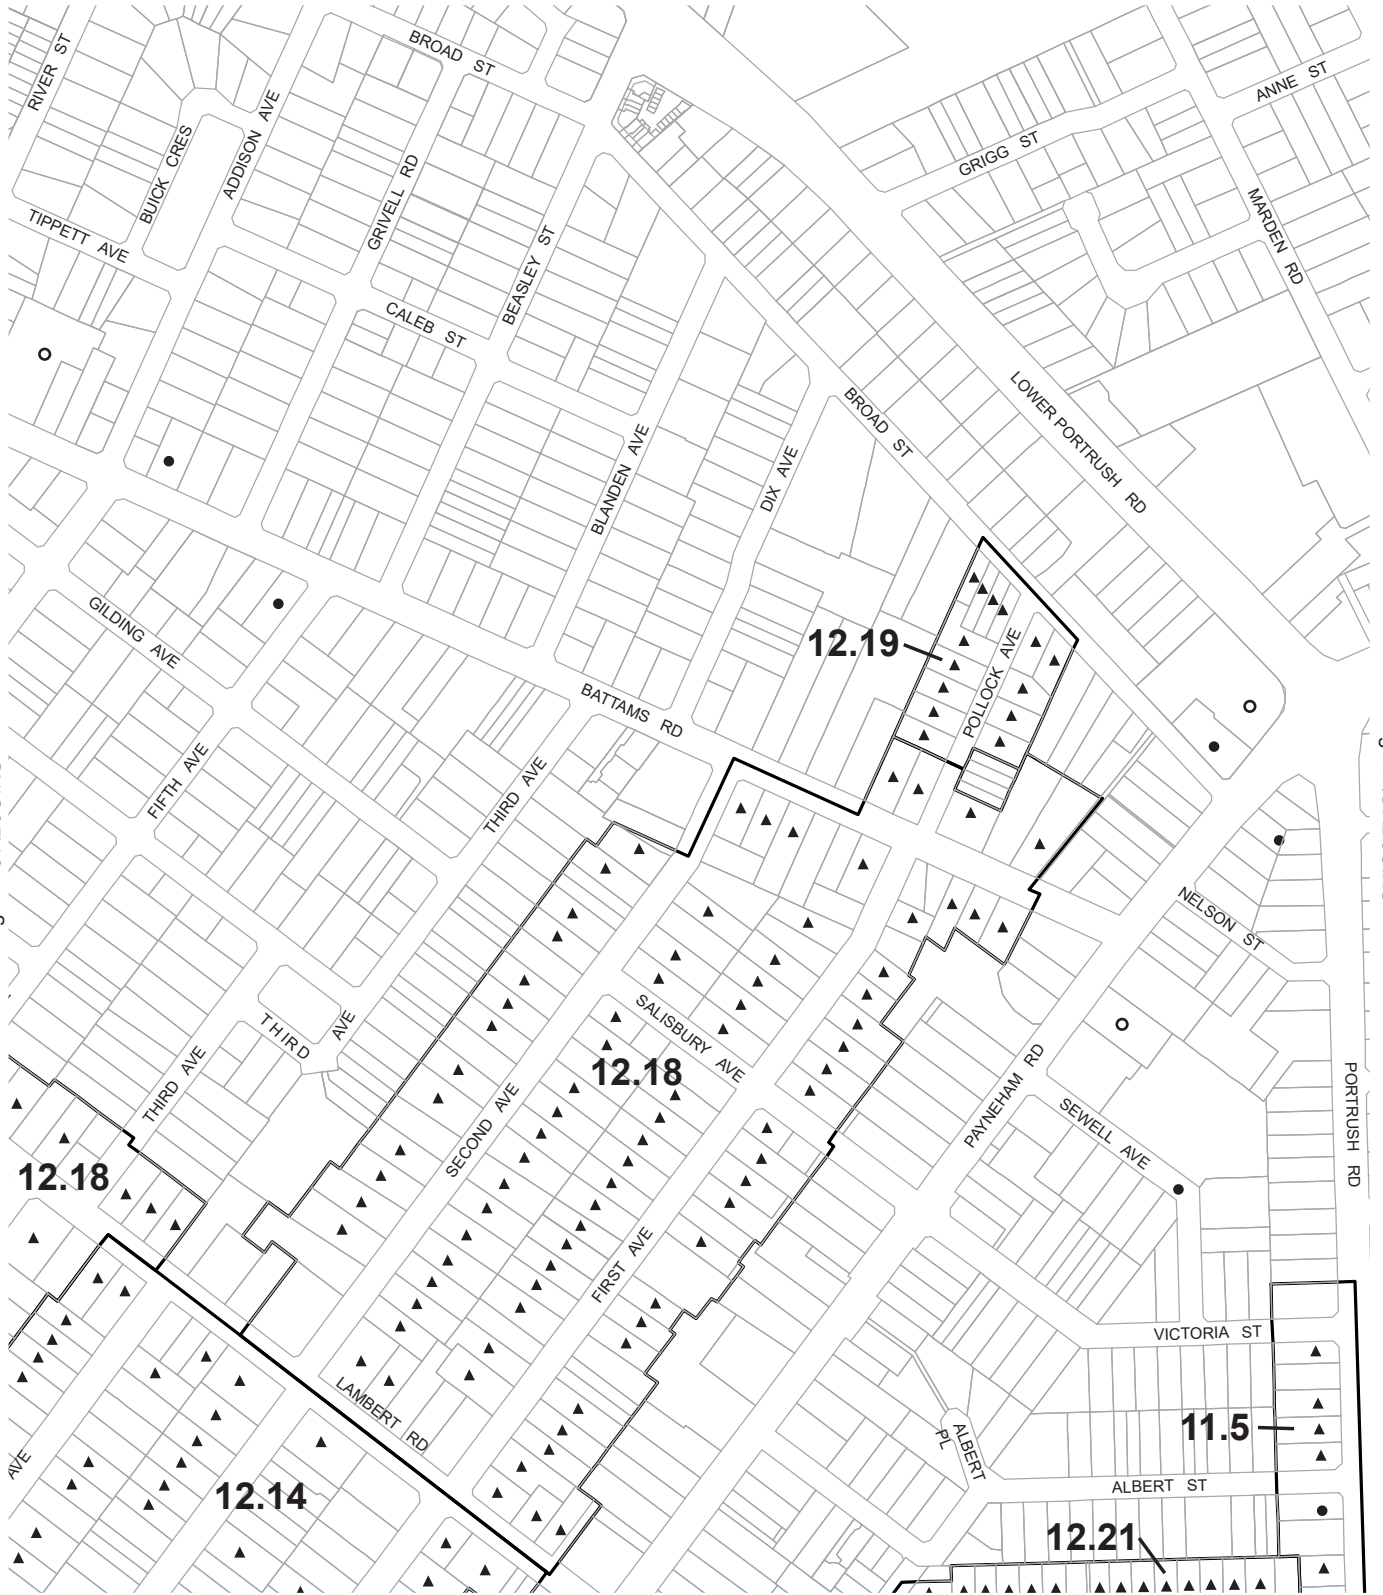 BROAD ST
RIVER ST
ANNE ST
ADDISON AVE
BUICK CRES
GRIGG ST
GRIVELL RD
TIPPETT AVE
MARDEN RD
BEASLEY ST
CALEB ST
BROAD ST
LOWER PORTRUSH RD
BLANDEN AVE
DIX AVE
GILDING AVE
12.19
POLLOCK AVE
BATTAMS RD
FIFTH AVE
THIRD AVE
NELSON ST
SALISBURY AVE
THIRD AVE
12.18
THIRD AVE
SECOND AVE
PAYNEHAM RD
SEWELL AVE
PORTRUSH RD
12.18
FIRST AVE
VICTORIA ST
LAMBERT RD
11.5
ALBERT PL
AVE
ALBERT ST
12.14
12.21